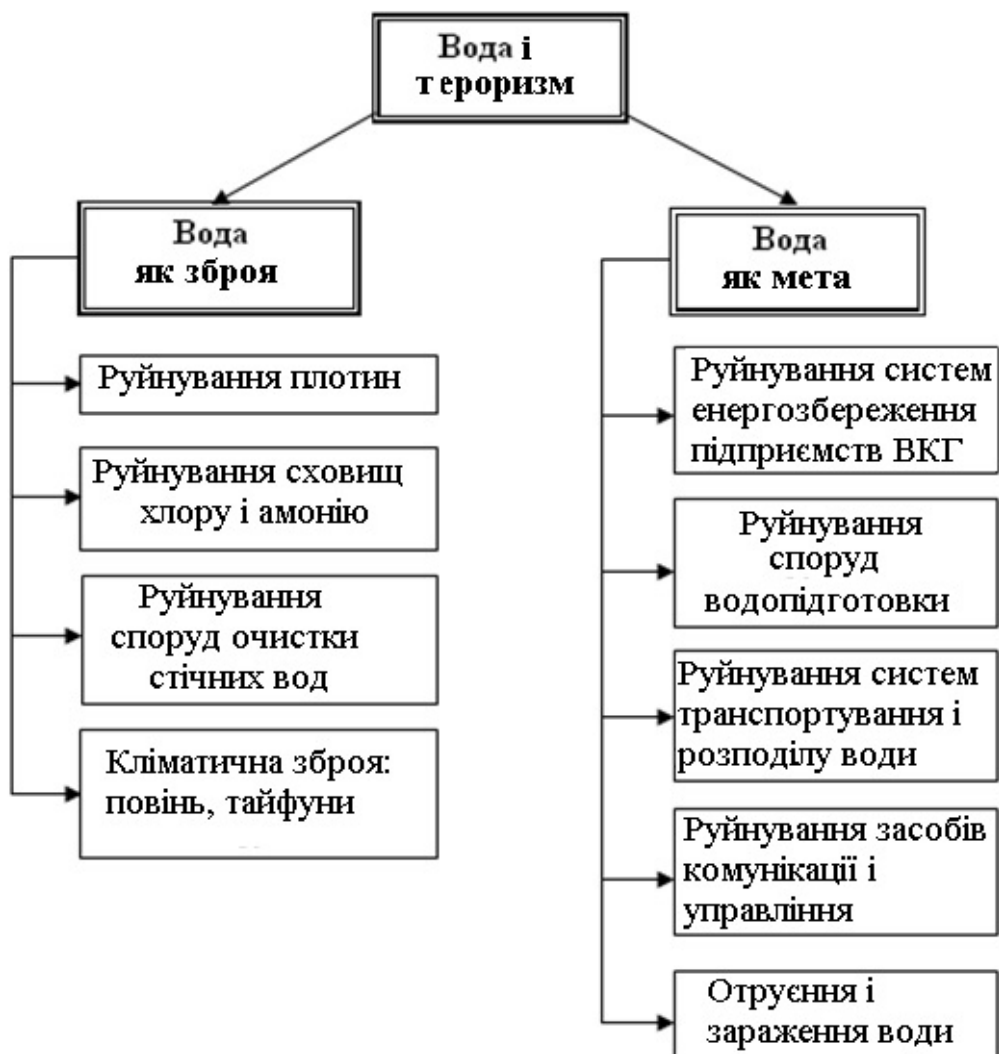 Вода і
тероризм
Вода
як зброя
Руйнування плотин
Руйнування сховищ
хлору і амонію
Руйнування
споруд очистки
стічних вод
Кліматична зброя:
повінь, тайфуни
Вода
як мета
Руйнування систем
енергозбереження
підприємств ВКГ
Руйнування
споруд
водопідготовки
Руйнування систем
транспортування і
розподілу води
Руйнування засобів
комунікації і
управління
Отруєння і
зараження води